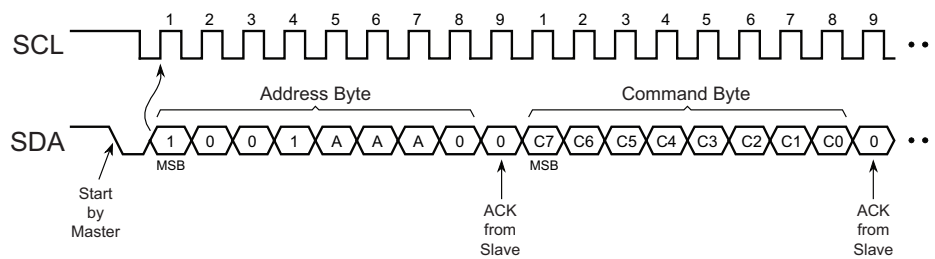 1 2 3 4 5 6 7 8 9 1 2 3 4 5 6 7 8 9
SCL
Address Byte Command Byte
SDA 1 0 0 1 A A A 0 0 C7 C6 C5 C4 C3 C2 C1 C0 0
MSB MSB
Start
by
Master
ACK
from
Slave
ACK
from
Slave